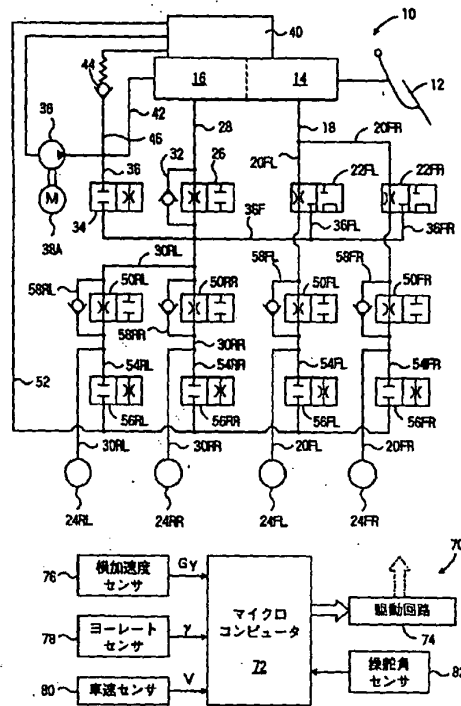 10
40
44
16
14
12
42
28
18
36
46
20FR
32
26
20FL
22FL
22FR
36
M
38A
34
36F
36FL
36FR
30RL
58RL
50RL
50RR
58FL
50FL
58FR
50FR
58RR
30RR
54RL
54RR
54FL
54FR
52
56RL
56RR
56FL
56FR
30RL
30RR
20FL
20FR
24RL
24RR
24FL
24FR
76
横加速度
センサ
Gy
70
78
ヨーレート
センサ
γ
マイクロ
コンピュータ
72
駆動回路
74
80
車速センサ
V
操舵角
センサ
82